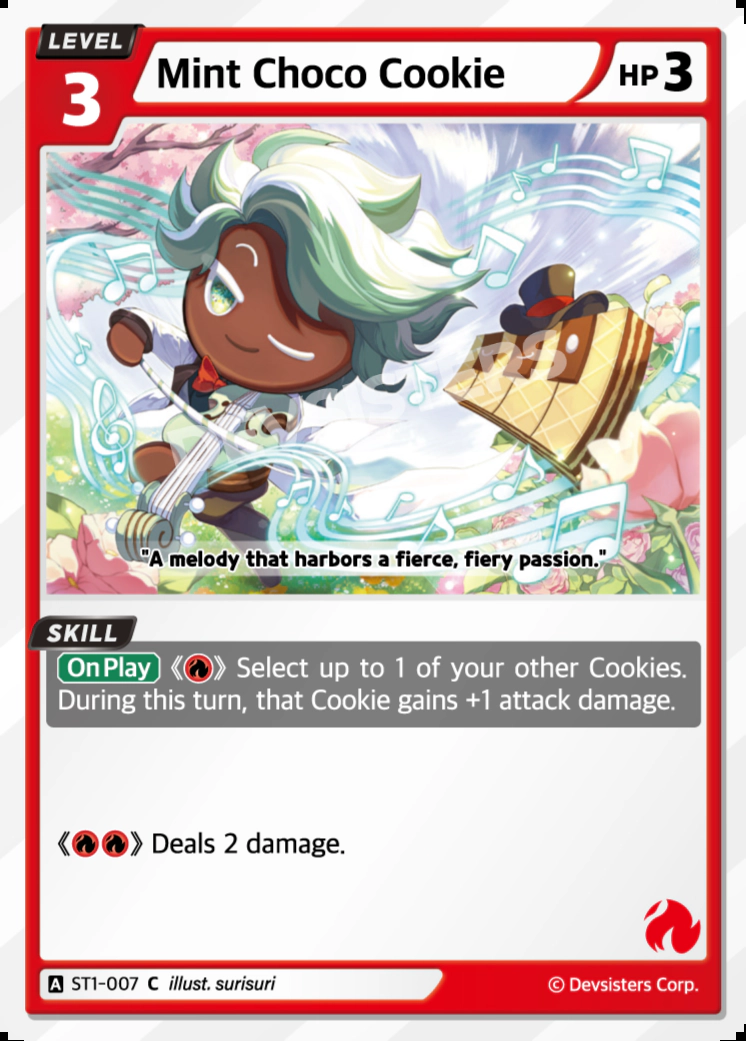 LEVEL
3
Mint Choco Cookie
HP 3
DEVSISTERS
"A melody that harbors a fierce, fiery passion."
SKILL
On Play 《》 Select up to 1 of your other Cookies.
During this turn, that Cookie gains +1 attack damage.
《》 Deals 2 damage.
A ST1-007 C illust. surisuri
© Devsisters Corp.